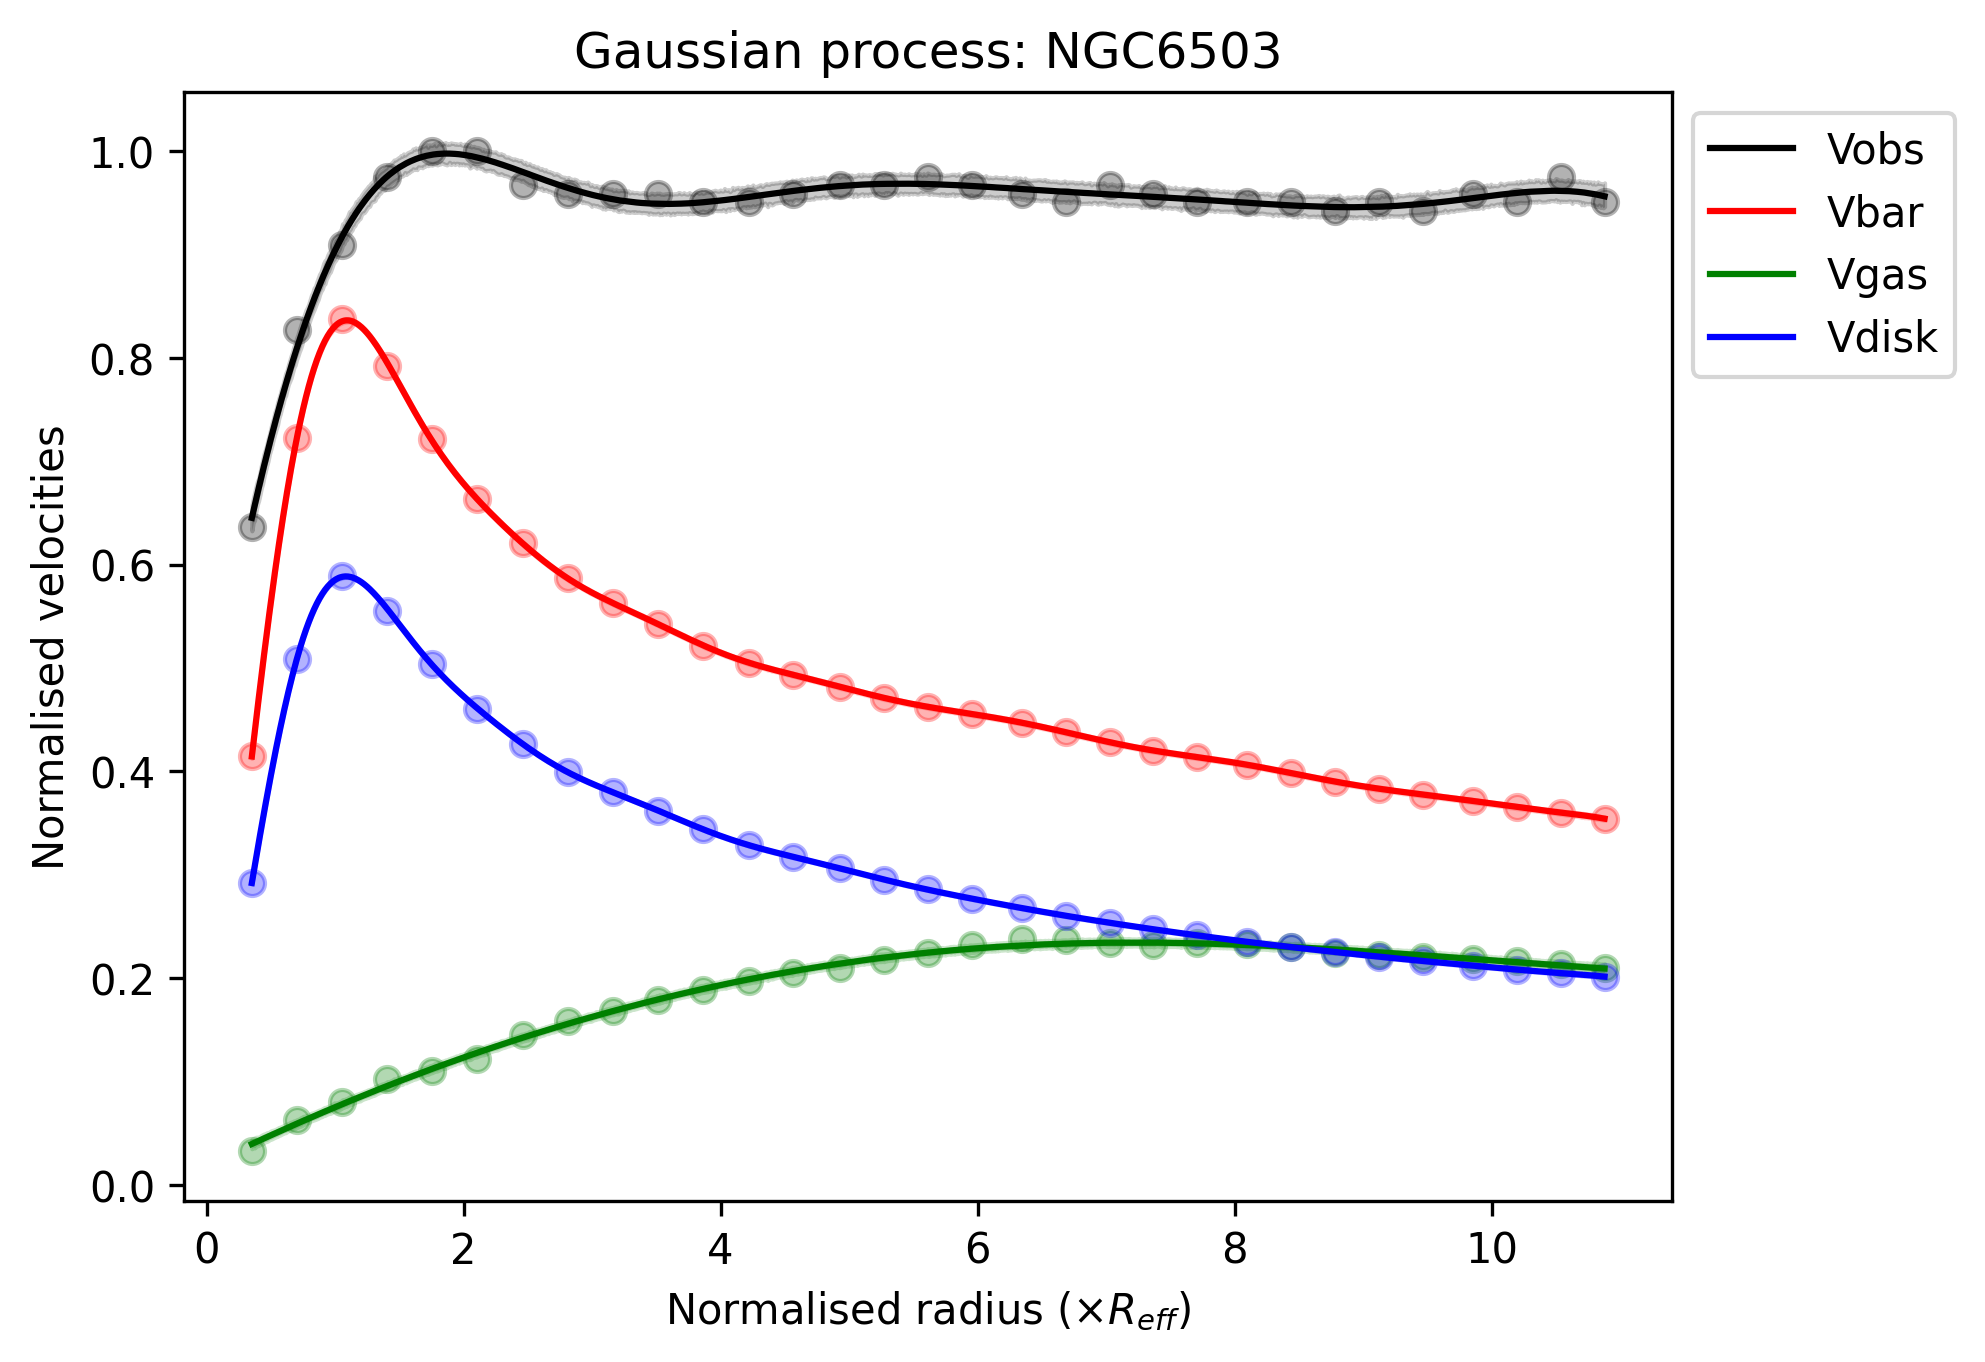 Gaussian process: NGC6503
Normalised velocities
1.0
0.8
0.6
0.4
0.2
0.0
0 2 4 6 8 10
Normalised radius (×R_eff)
Vobs
Vbar
Vgas
Vdisk